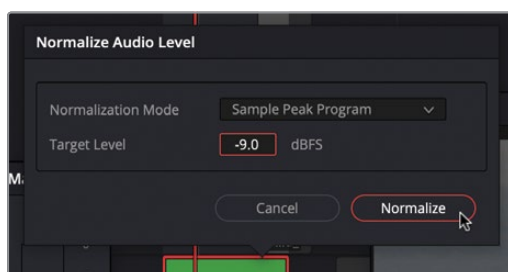 Normalize Audio Level
Normalization Mode Sample Peak Program
Target Level -9.0 dBFS
M
Cancel Normalize